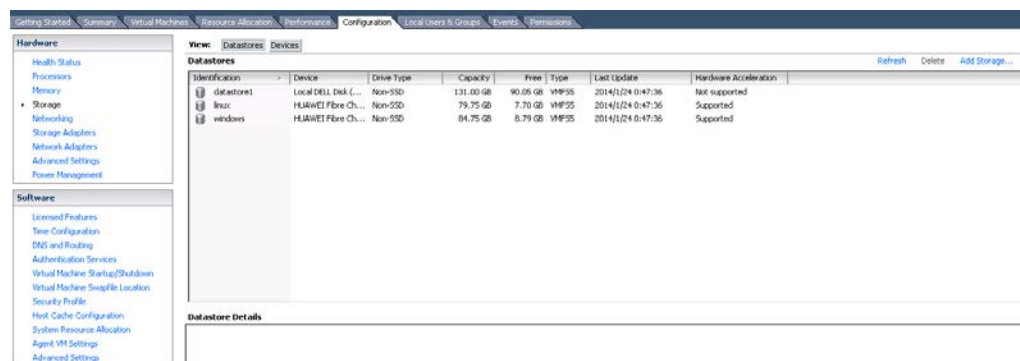 Getting Started Summary Virtual Machines Resource Allocation Performance Configuration Local Users & Groups Events Permissions
Hardware
Health Status
Processors
Memory
Storage
Networking
Storage Adapters
Network Adapters
Advanced Settings
Power Management
Software
Licensed Features
Time Configuration
DNS and Routing
Authentication Services
Virtual Machine Startup/Shutdown
Virtual Machine Swapfile Location
Security Profile
Host Cache Configuration
System Resource Allocation
Agent VM Settings
Advanced Settings
View: Datastores Devices
Datastores Refresh Delete Add Storage...
Identification Device Drive Type Capacity Free Type Last Update Hardware Acceleration
datastore1 Local DELL Disk (... Non-SSD 131.00 GB 90.05 GB VMFS5 2014/1/24 0:47:36 Not supported
linux HUAWEI Fibre Ch... Non-SSD 79.75 GB 7.70 GB VMFS5 2014/1/24 0:47:36 Supported
windows HUAWEI Fibre Ch... Non-SSD 84.75 GB 8.79 GB VMFS5 2014/1/24 0:47:36 Supported
Datastore Details